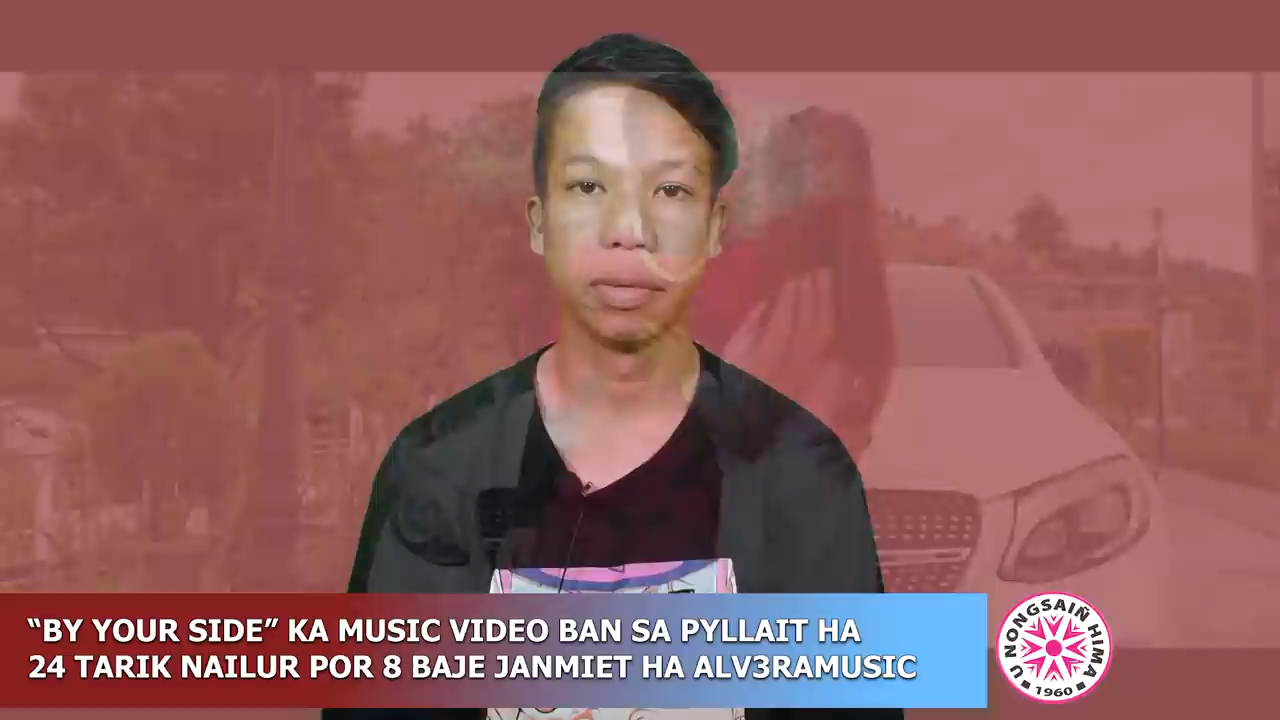 “BY YOUR SIDE” KA MUSIC VIDEO BAN SA PYLLAIT HA
24 TARIK NAILUR POR 8 BAJE JANMIET HA ALV3RAMUSIC
U NONGSAIÑ HIMA
1960